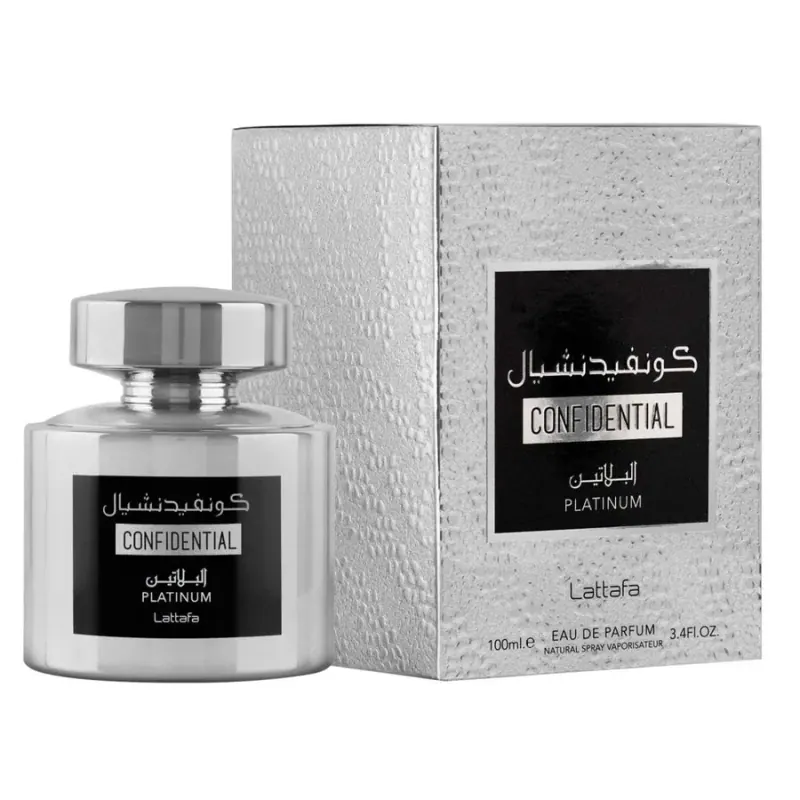 كونفيدنشيال
CONFIDENTIAL
البلاتين
PLATINUM
Lattafa
كونفيدنشيال
CONFIDENTIAL
البلاتين
PLATINUM
Lattafa
100ml.e EAU DE PARFUM 3.4Fl.OZ.
NATURAL SPRAY VAPORISATEUR